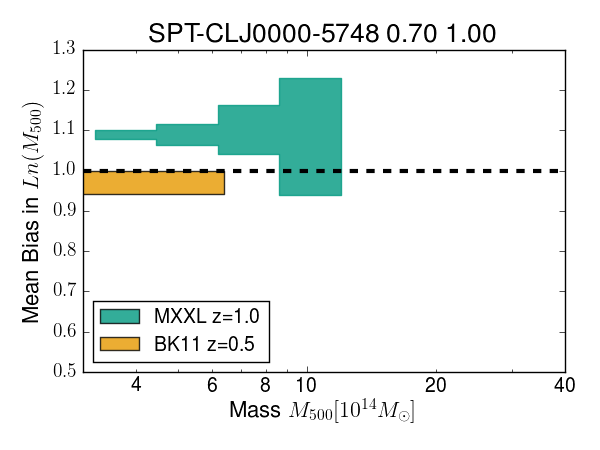 SPT-CLJ0000-5748 0.70 1.00
Mean Bias in Ln(M500)
1.3
1.2
1.1
1.0
0.9
0.8
0.7
0.6
0.5
MXXL z=1.0
BK11 z=0.5
4 6 8 10 20 40
Mass M500[10^14 M⊙]